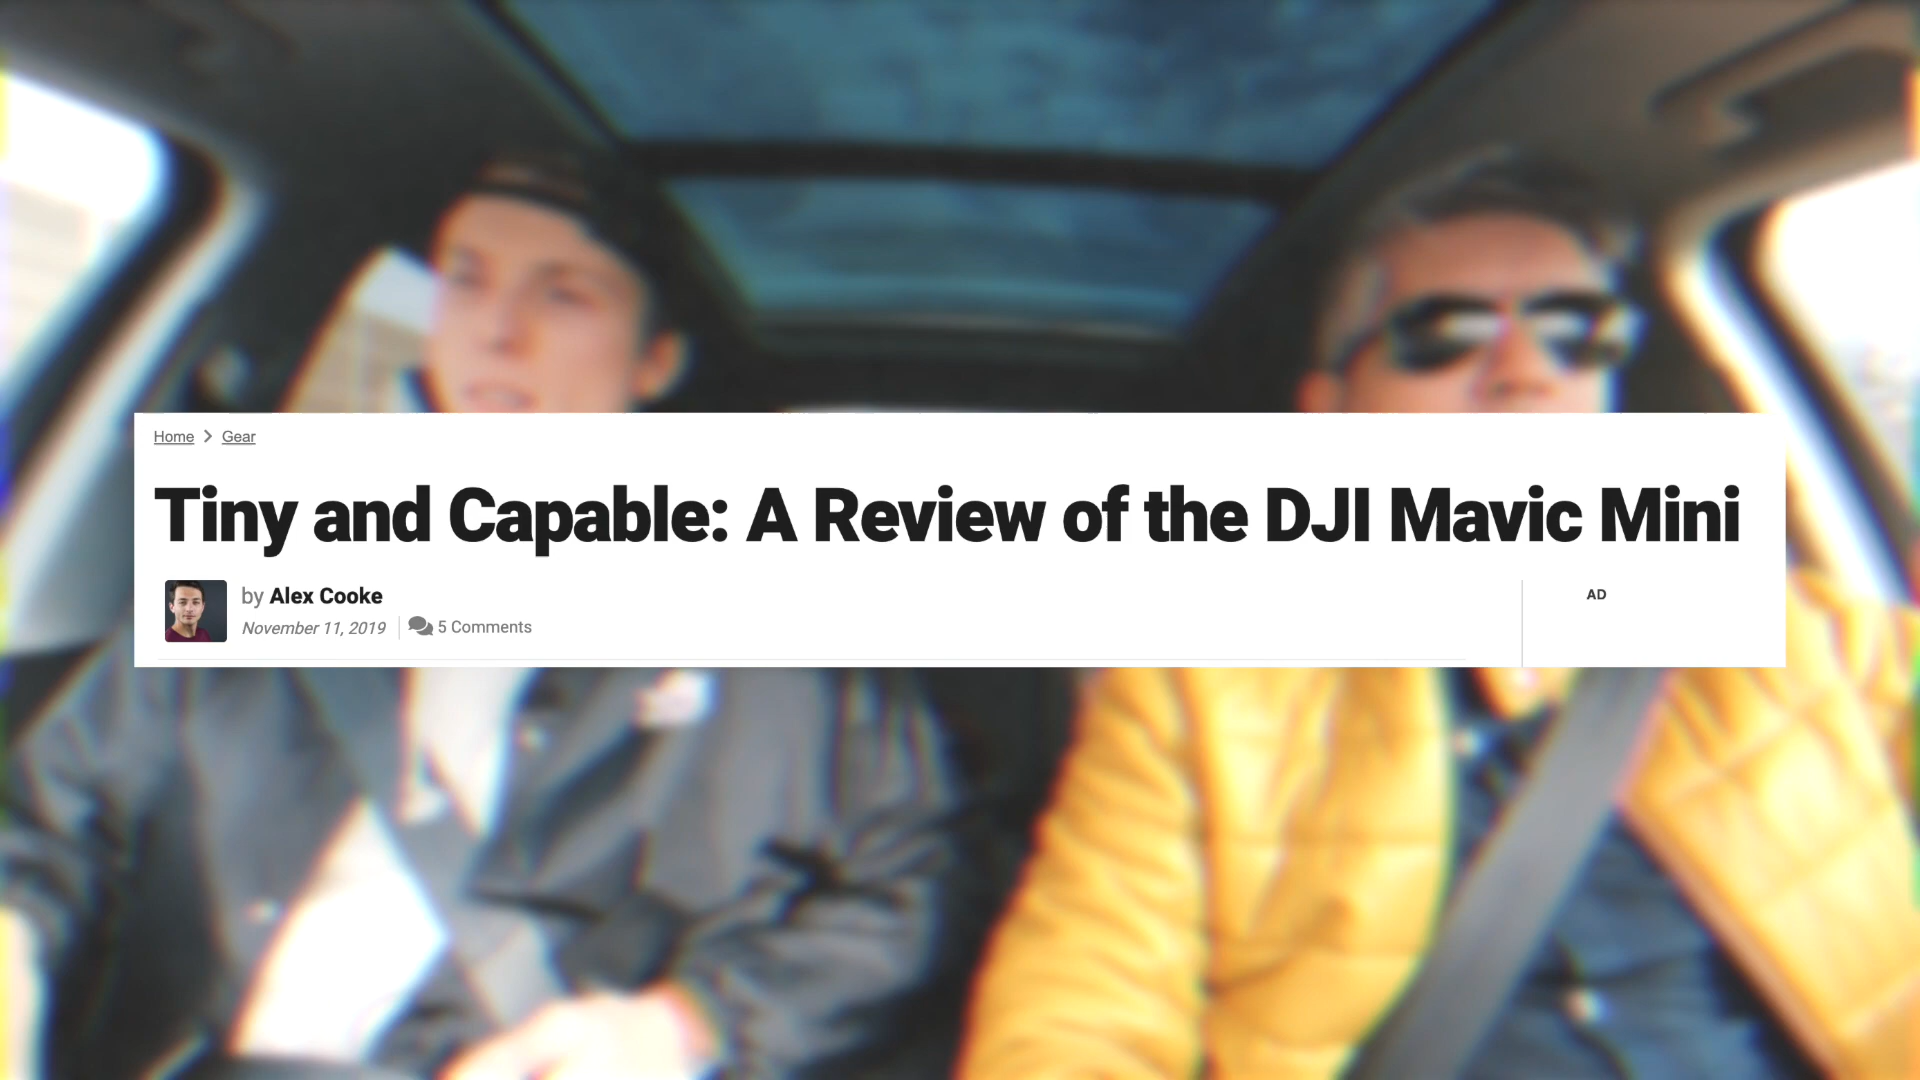 Home > Gear
Tiny and Capable: A Review of the DJI Mavic Mini
by Alex Cooke
AD
November 11, 2019
5 Comments